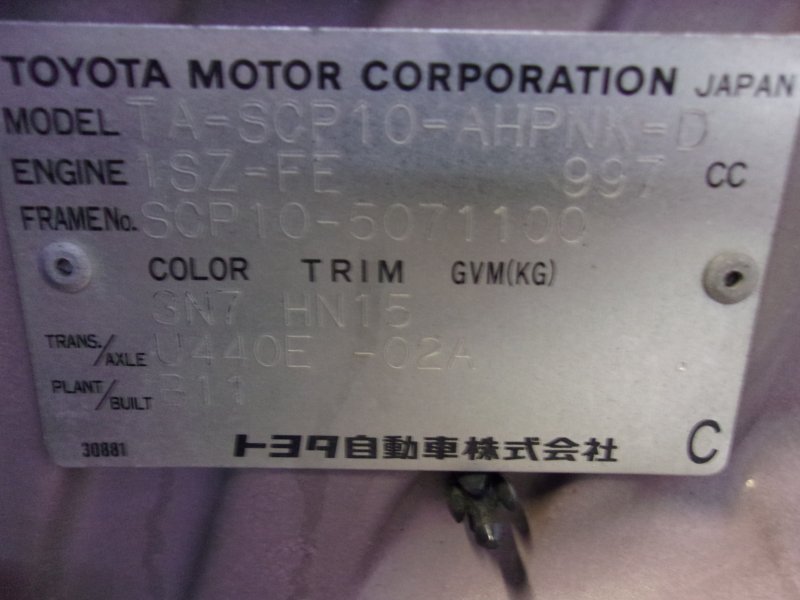 TOYOTA MOTOR CORPORATION JAPAN
MODEL TA-SCP10-AHPNK-D
ENGINE 1SZ-FE 997 CC
FRAME No. SCP10-5071100
COLOR TRIM GVM(KG)
3N7 HN15
TRANS./AXLE U440E -02A
PLANT/BUILT B11
30881 トヨタ自動車株式会社 C